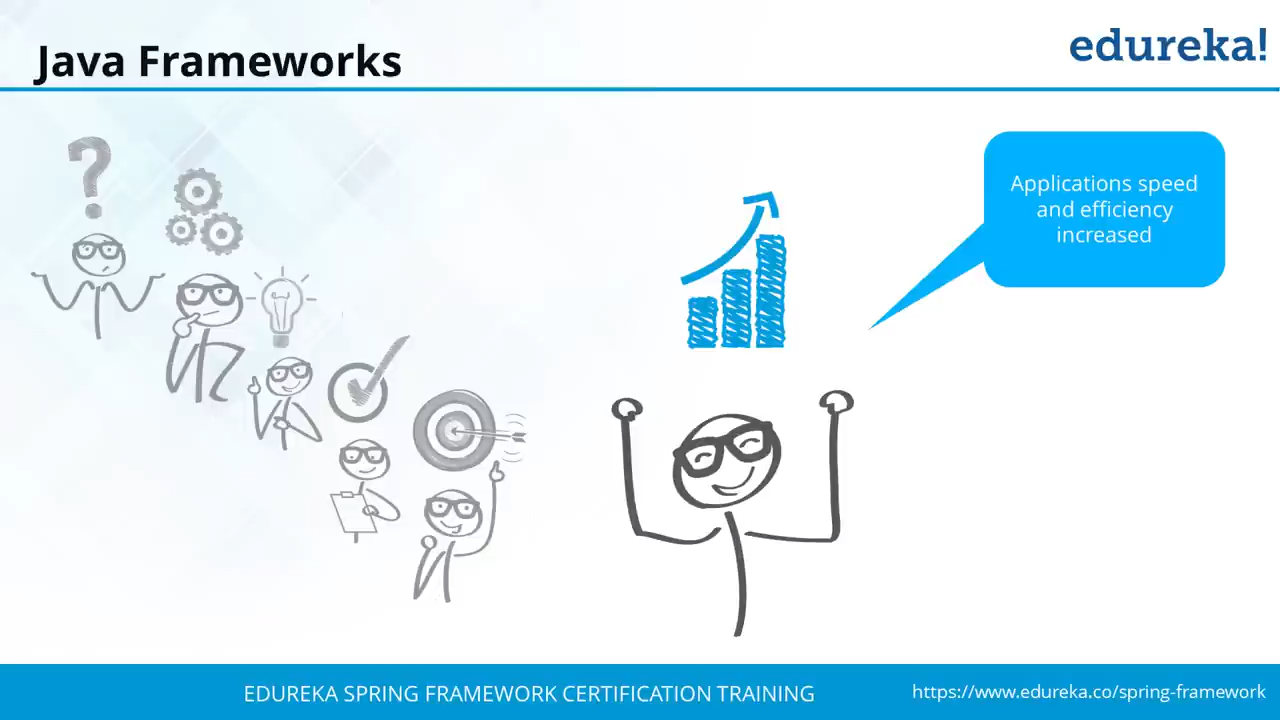 Java Frameworks
edureka!
?
Applications speed
and efficiency
increased
EDUREKA SPRING FRAMEWORK CERTIFICATION TRAINING
https://www.edureka.co/spring-framework